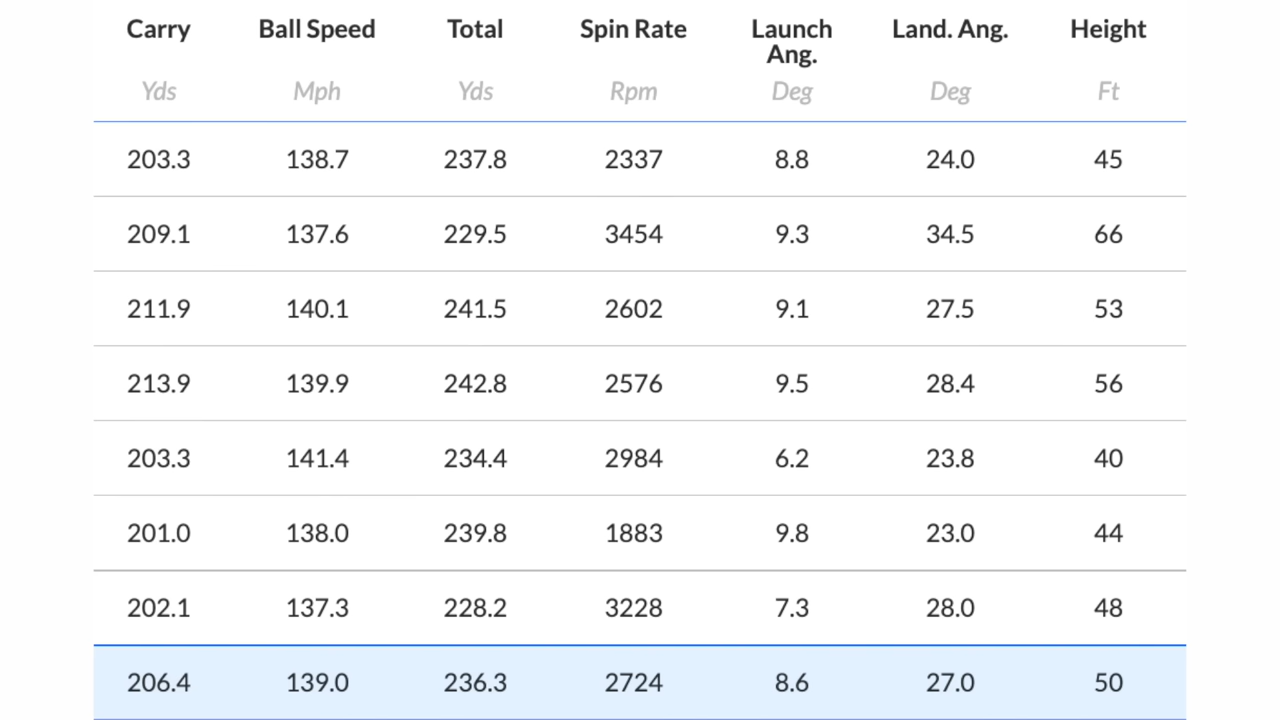 Carry Ball Speed Total Spin Rate Launch Ang. Land. Ang. Height
Yds Mph Yds Rpm Deg Deg Ft
203.3 138.7 237.8 2337 8.8 24.0 45
209.1 137.6 229.5 3454 9.3 34.5 66
211.9 140.1 241.5 2602 9.1 27.5 53
213.9 139.9 242.8 2576 9.5 28.4 56
203.3 141.4 234.4 2984 6.2 23.8 40
201.0 138.0 239.8 1883 9.8 23.0 44
202.1 137.3 228.2 3228 7.3 28.0 48
206.4 139.0 236.3 2724 8.6 27.0 50